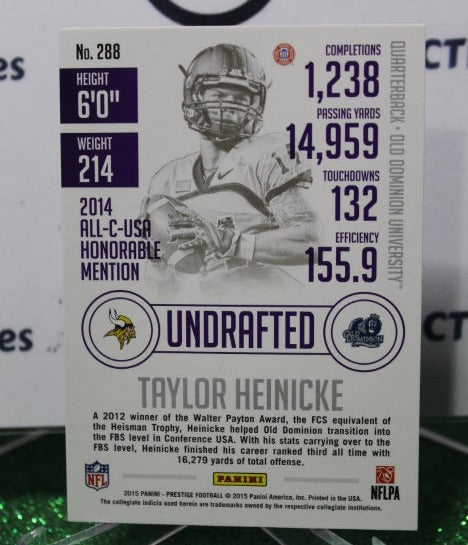 No. 288
HEIGHT
6'0"
WEIGHT
214
2014
ALL-C-USA
HONORABLE
MENTION
COMPLETIONS
1,238
PASSING YARDS
14,959
TOUCHDOWNS
132
EFFICIENCY
155.9
QUARTERBACK • OLD DOMINION UNIVERSITY™
UNDRAFTED
OLD DOMINION
TAYLOR HEINICKE
A 2012 winner of the Walter Payton Award, the FCS equivalent of
the Heisman Trophy, Heinicke helped Old Dominion transition into
the FBS level in Conference USA. With his stats carrying over to the
FBS level, Heinicke finished his career ranked third all time with
16,279 yards of total offense.
NFL
PANINI
NFLPA
2015 PANINI - PRESTIGE FOOTBALL © 2015 Panini America, Inc. Printed in the USA.
The collegiate indicia used herein are trademarks owned by the respective collegiate institutions.